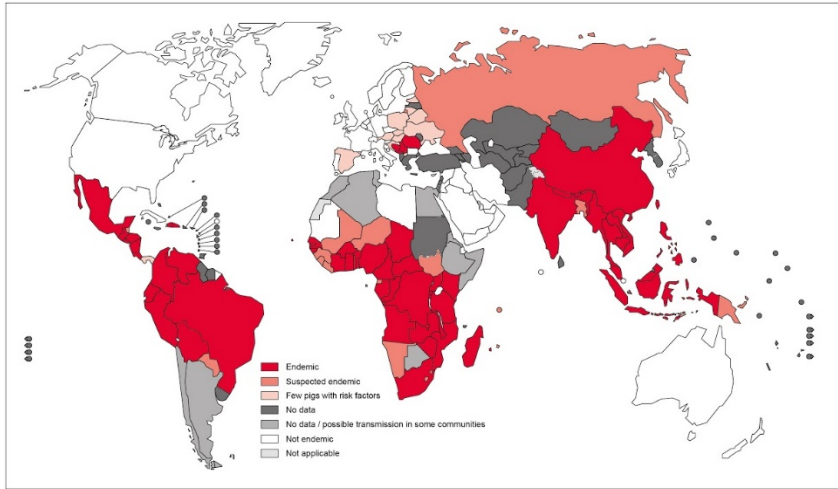 Endemic
Suspected endemic
Few pigs with risk factors
No data
No data / possible transmission in some communities
Not endemic
Not applicable